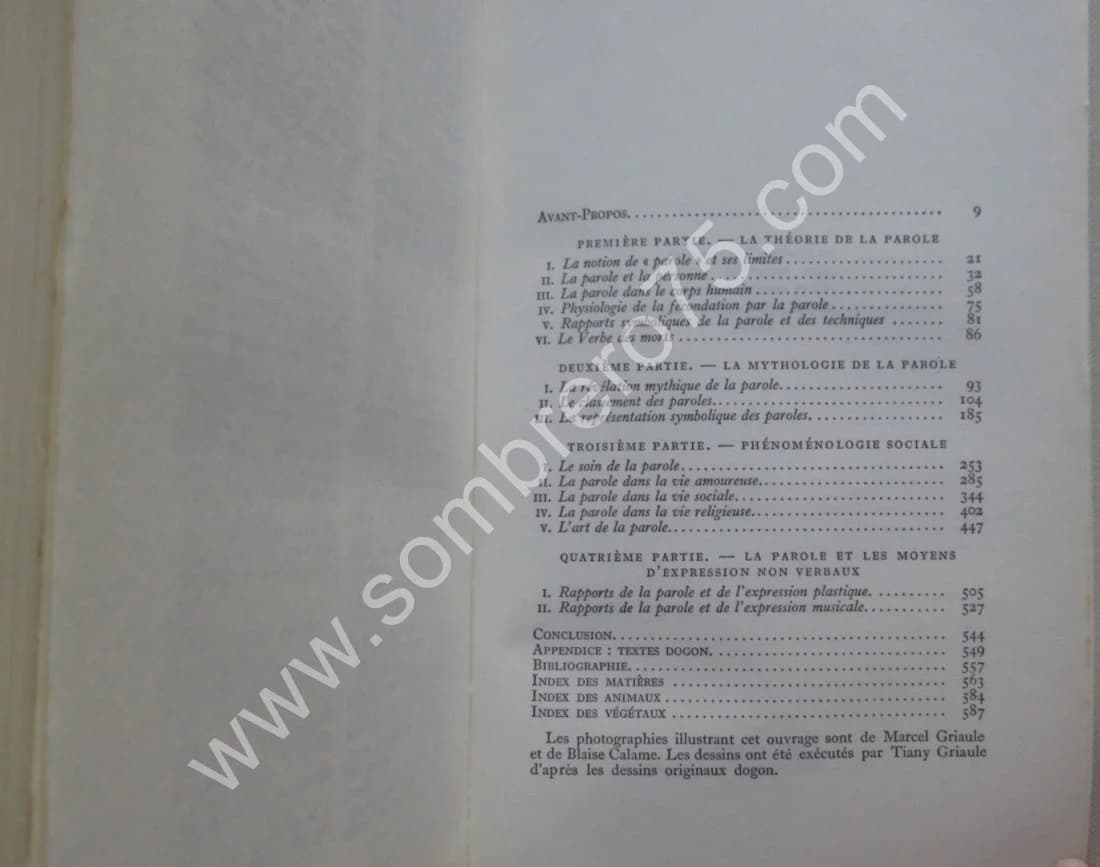 AVANT-PROPOS. 9
PREMIÈRE PARTIE. — LA THÉORIE DE LA PAROLE
I. La notion de « parole » et ses limites 21
II. La parole et la personne 32
III. La parole dans le corps humain 58
IV. Physiologie de la fécondation par la parole 75
V. Rapports symboliques de la parole et des techniques 81
VI. Le Verbe des morts 86
DEUXIÈME PARTIE. — LA MYTHOLOGIE DE LA PAROLE
I. La révélation mythique de la parole. 93
II. Le classement des paroles. 104
III. La représentation symbolique des paroles. 185
TROISIÈME PARTIE. — PHÉNOMÉNOLOGIE SOCIALE
I. Le soin de la parole. 253
II. La parole dans la vie amoureuse. 285
III. La parole dans la vie sociale. 344
IV. La parole dans la vie religieuse. 402
V. L'art de la parole. 447
QUATRIÈME PARTIE. — LA PAROLE ET LES MOYENS
D'EXPRESSION NON VERBAUX
I. Rapports de la parole et de l'expression plastique. 505
II. Rapports de la parole et de l'expression musicale. 527
CONCLUSION. 544
APPENDICE : TEXTES DOGON. 549
BIBLIOGRAPHIE. 557
INDEX DES MATIÈRES 563
INDEX DES ANIMAUX 584
INDEX DES VÉGÉTAUX 587
Les photographies illustrant cet ouvrage sont de Marcel Griaule
et de Blaise Calame. Les dessins ont été exécutés par Tiany Griaule
d'après les dessins originaux dogon.
www.sombrero75.com